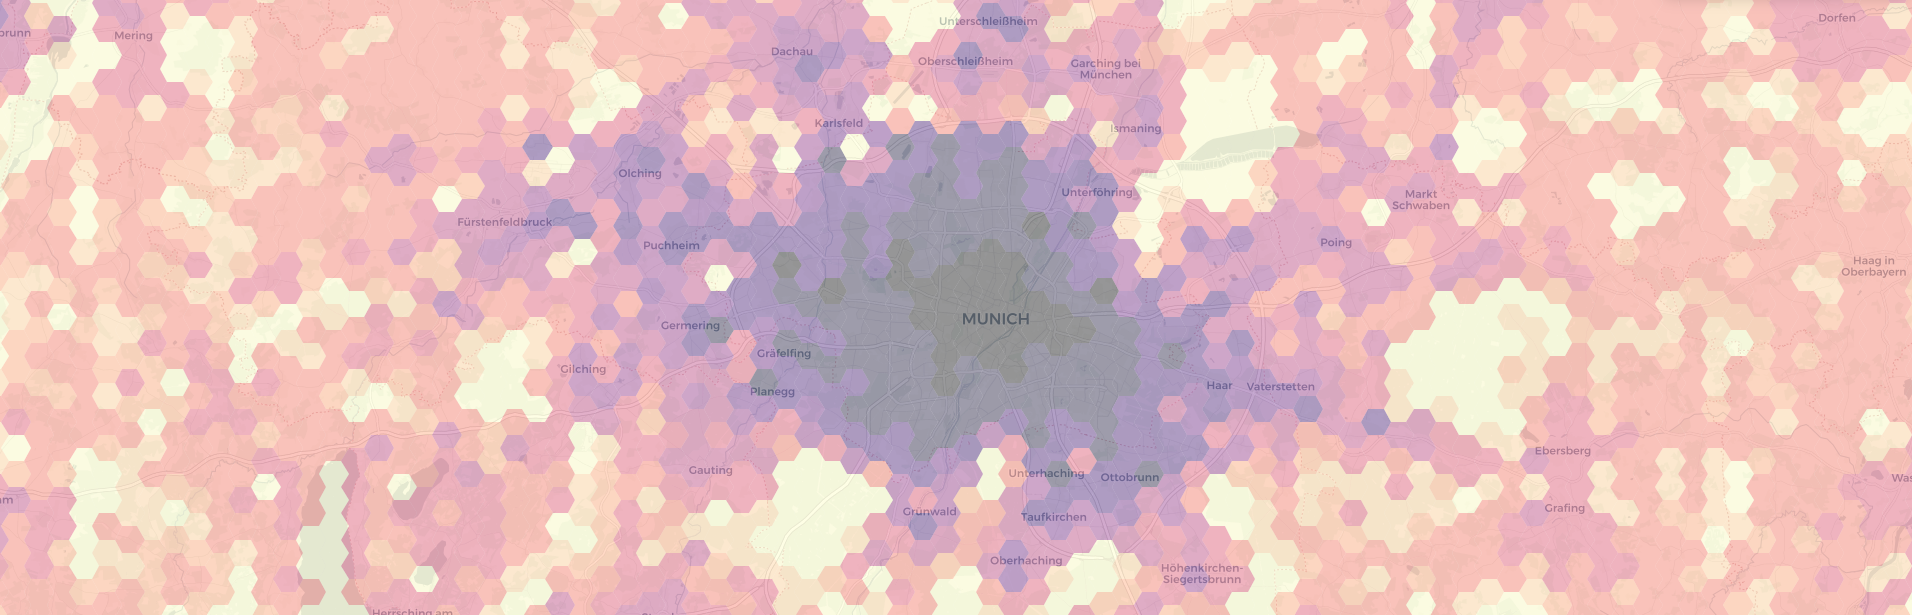 brunn
Mering
Dorfen
Unterschleißheim
Dachau
Oberschleißheim
Garching bei
München
Karlsfeld
Ismaning
Olching
Unterföhring
Markt
Schwaben
Fürstenfeldbruck
Puchheim
Poing
Haag in
Oberbayern
MUNICH
Germering
Gräfelfing
Gilching
Planegg
Haar
Vaterstetten
Ebersberg
Gauting
Unterhaching
Ottobrunn
Grünwald
Taufkirchen
Grafing
Oberhaching
Höhenkirchen-
Siegertsbrunn
Herrsching am